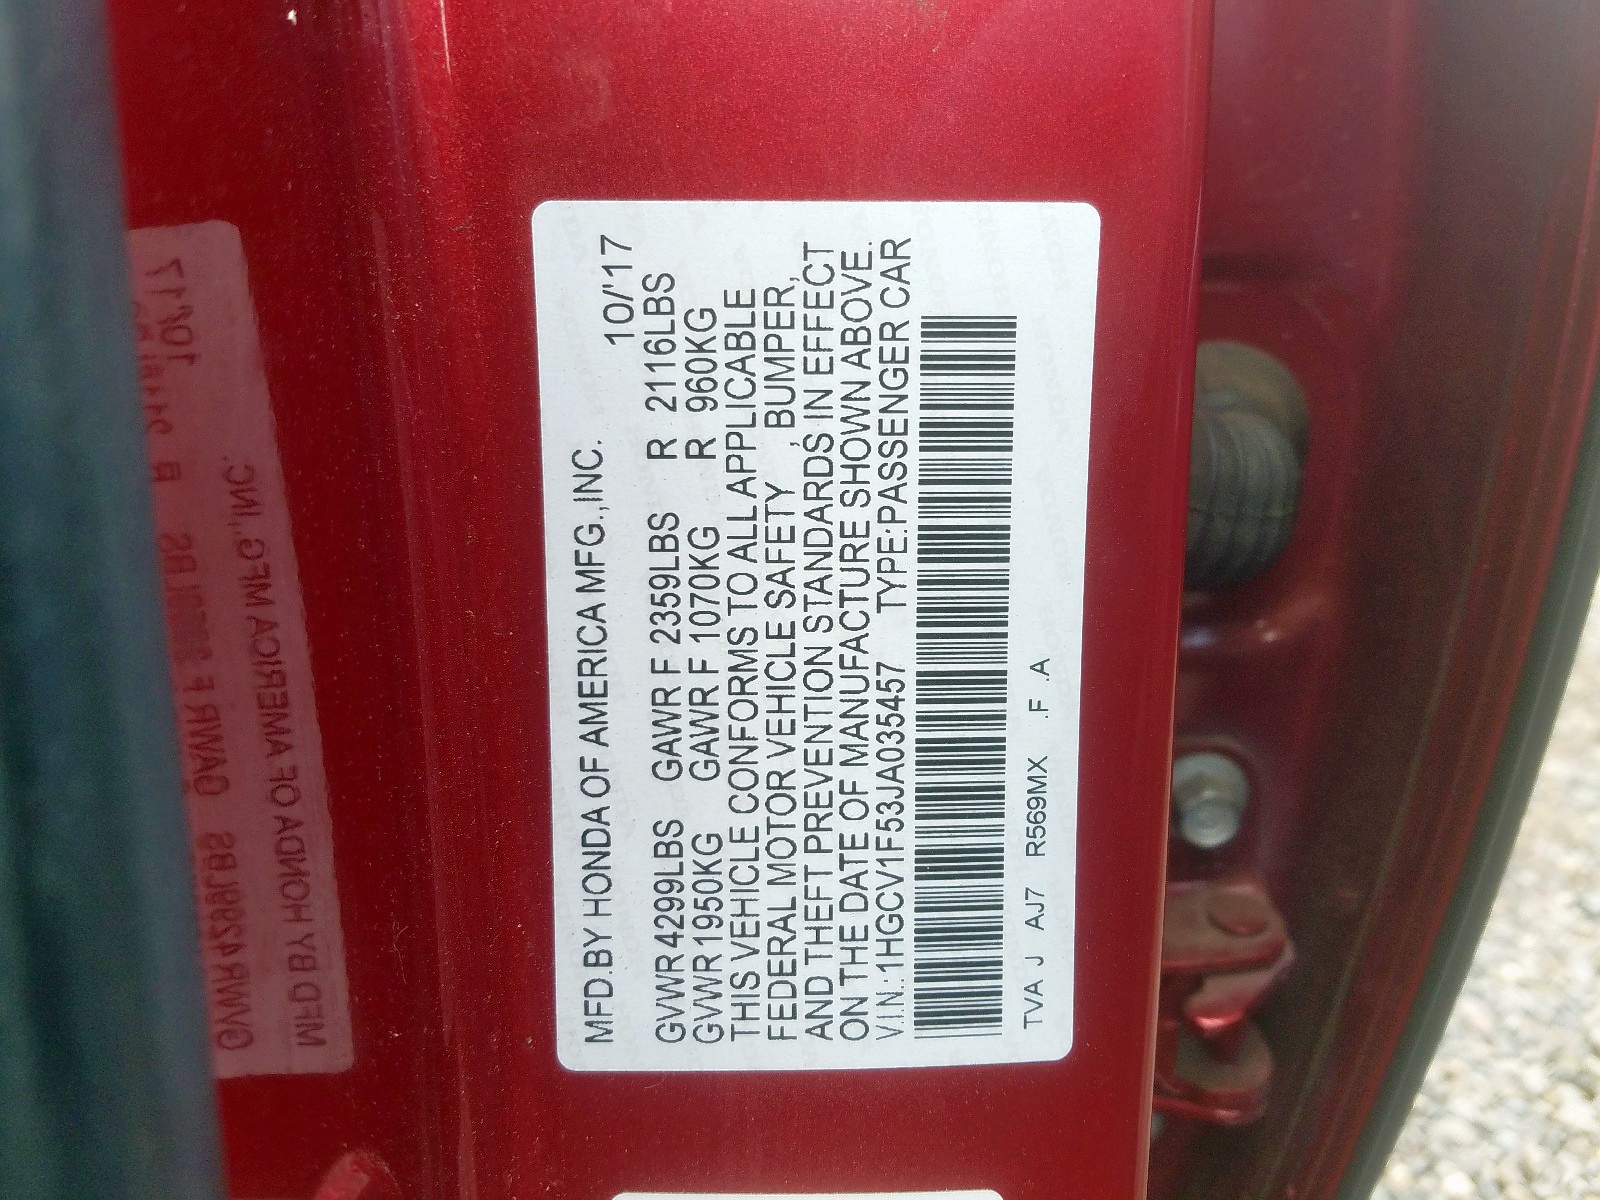 MFD.BY HONDA OF AMERICA MFG.,INC. 10/'17
GVWR 4299LBS GAWR F 2359LBS R 2116LBS
GVWR 1950KG GAWR F 1070KG R 960KG
THIS VEHICLE CONFORMS TO ALL APPLICABLE
FEDERAL MOTOR VEHICLE SAFETY , BUMPER,
AND THEFT PREVENTION STANDARDS IN EFFECT
ON THE DATE OF MANUFACTURE SHOWN ABOVE.
V.I.N.:1HGCV1F53JA035457 TYPE:PASSENGER CAR
TVA J AJ7 R569MX .F .A